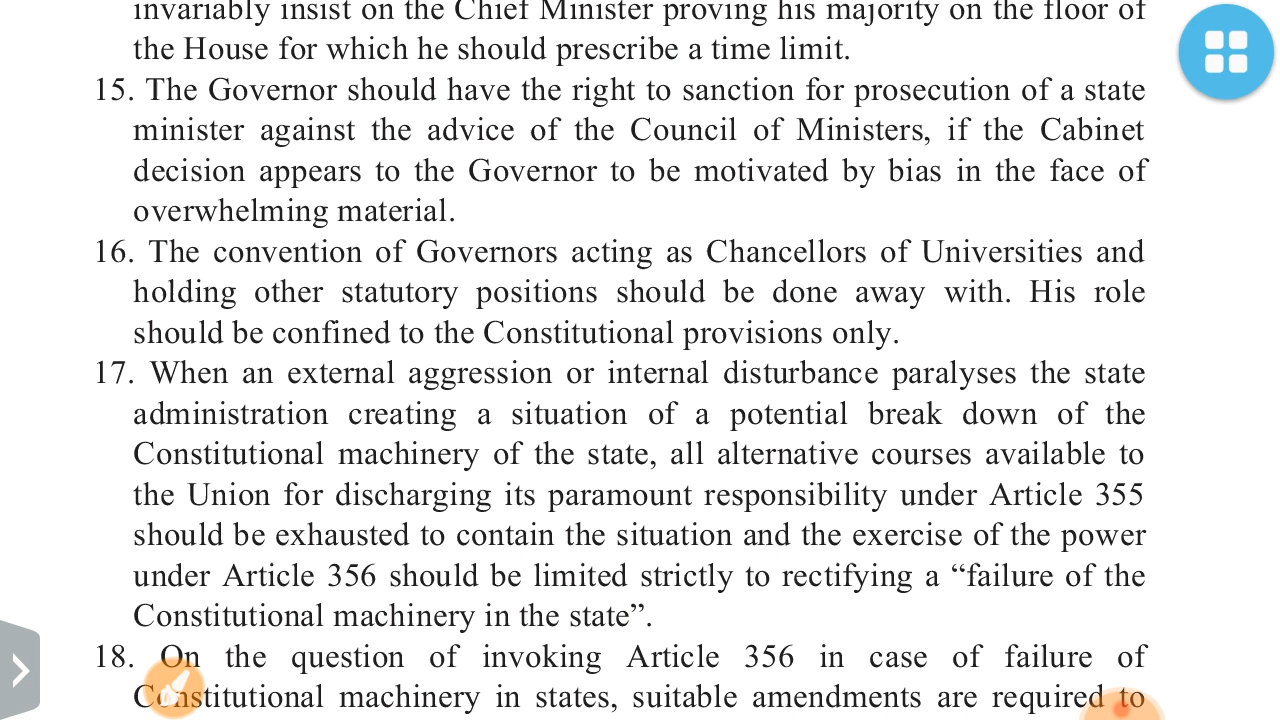 invariably insist on the Chief Minister proving his majority on the floor of
the House for which he should prescribe a time limit.
15. The Governor should have the right to sanction for prosecution of a state
minister against the advice of the Council of Ministers, if the Cabinet
decision appears to the Governor to be motivated by bias in the face of
overwhelming material.
16. The convention of Governors acting as Chancellors of Universities and
holding other statutory positions should be done away with. His role
should be confined to the Constitutional provisions only.
17. When an external aggression or internal disturbance paralyses the state
administration creating a situation of a potential break down of the
Constitutional machinery of the state, all alternative courses available to
the Union for discharging its paramount responsibility under Article 355
should be exhausted to contain the situation and the exercise of the power
under Article 356 should be limited strictly to rectifying a “failure of the
Constitutional machinery in the state”.
18. On the question of invoking Article 356 in case of failure of
Constitutional machinery in states, suitable amendments are required to